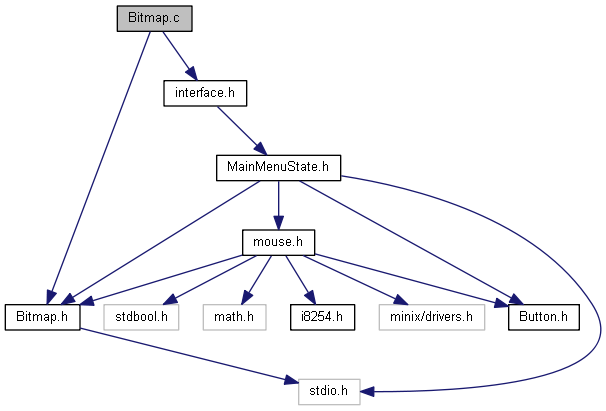 Bitmap.c
interface.h
MainMenuState.h
mouse.h
Bitmap.h
stdbool.h
math.h
i8254.h
minix/drivers.h
Button.h
stdio.h